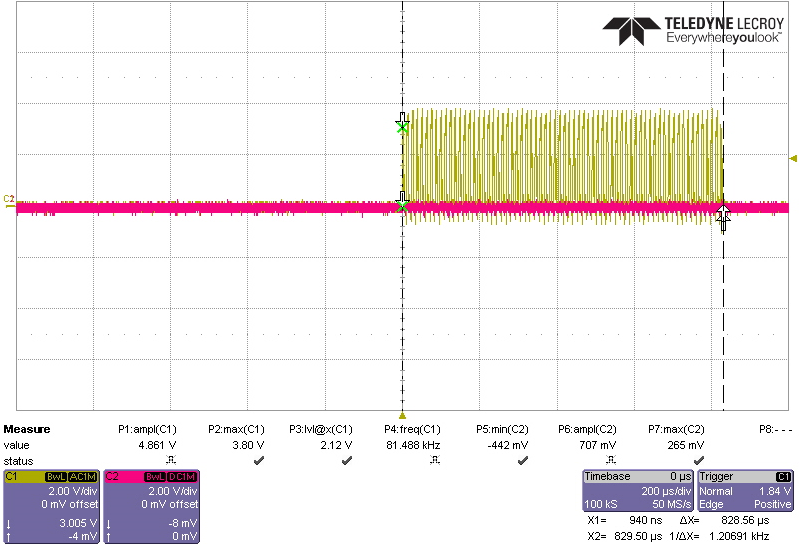 TELEDYNE LECROY
Everywhereyoulook™
C2
Measure P1:ampl(C1) P2:max(C1) P3:lvl@x(C1) P4:freq(C1) P5:min(C2) P6:ampl(C2) P7:max(C2) P8:- - -
value 4.861 V 3.80 V 2.12 V 81.488 kHz -442 mV 707 mV 265 mV
status
C1 BwL AC1M
2.00 V/div
0 mV offset
↓ 3.005 V
↑ -4 mV
C2 BwL DC1M
2.00 V/div
0 mV offset
↓ -8 mV
↑ 0 mV
Timebase 0 µs
200 µs/div
100 kS 50 MS/s
Trigger C1
Normal 1.84 V
Edge Positive
X1= 940 ns ΔX= 828.56 µs
X2= 829.50 µs 1/ΔX= 1.20691 kHz